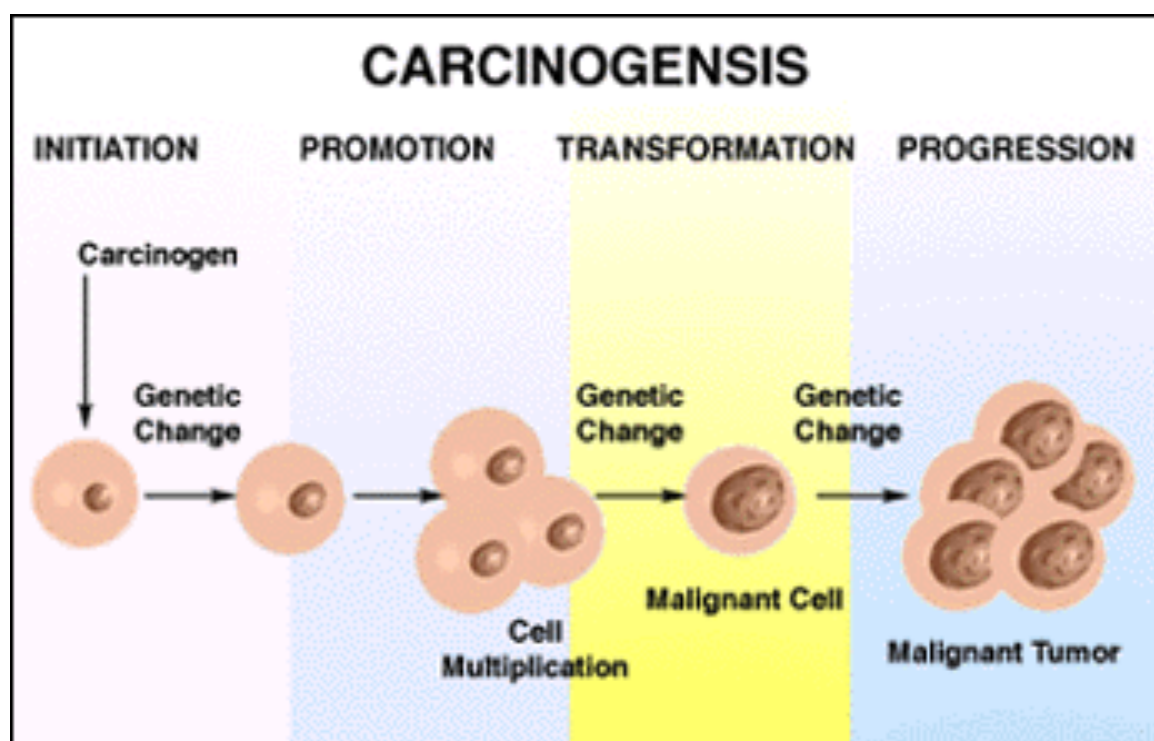 CARCINOGENSIS
INITIATION
PROMOTION
TRANSFORMATION
PROGRESSION
Carcinogen
Genetic
Change
Genetic
Change
Genetic
Change
Cell
Multiplication
Malignant Cell
Malignant Tumor